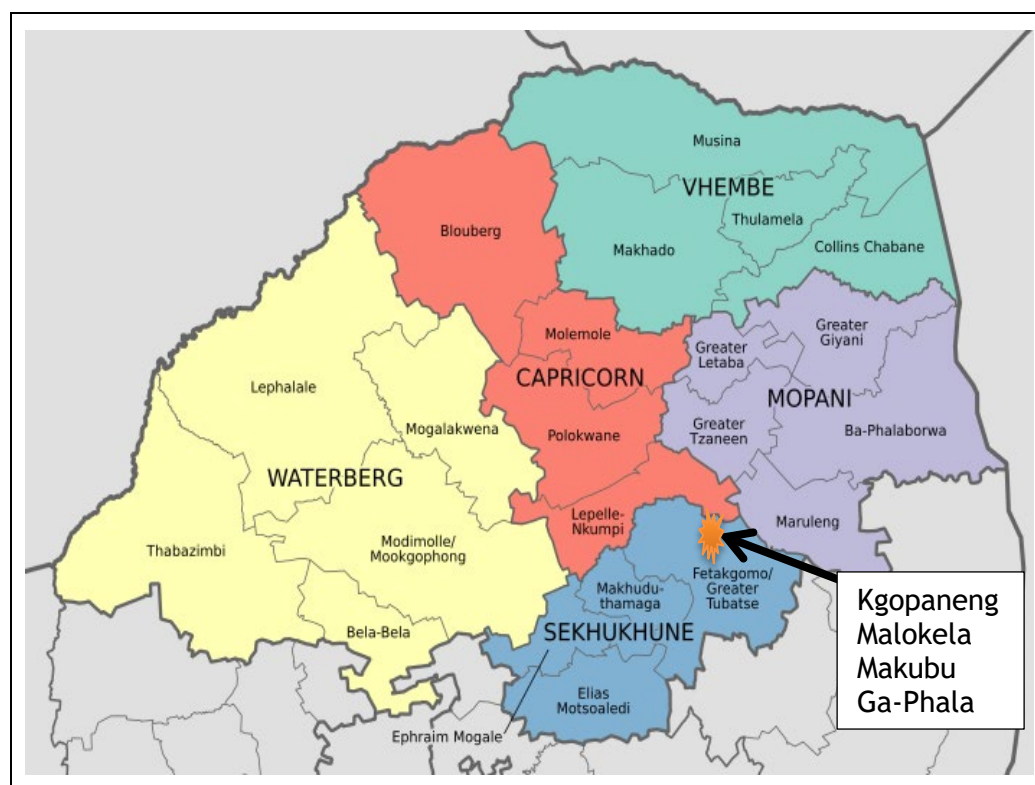 Musina
VHEMBE
Thulamela
Makhado
Collins Chabane
Blouberg
Molemole
CAPRICORN
Polokwane
Lepelle-
Nkumpi
Greater
Letaba
Greater
Giyani
MOPANI
Greater
Tzaneen
Ba-Phalaborwa
Maruleng
Lephalale
Mogalakwena
WATERBERG
Modimolle/
Mookgophong
Thabazimbi
Bela-Bela
Fetakgomo/
Greater
Tubatse
Makhudu-
thamaga
SEKHUKHUNE
Elias
Motsoaledi
Ephraim Mogale
Kgopaneng
Malokela
Makubu
Ga-Phala